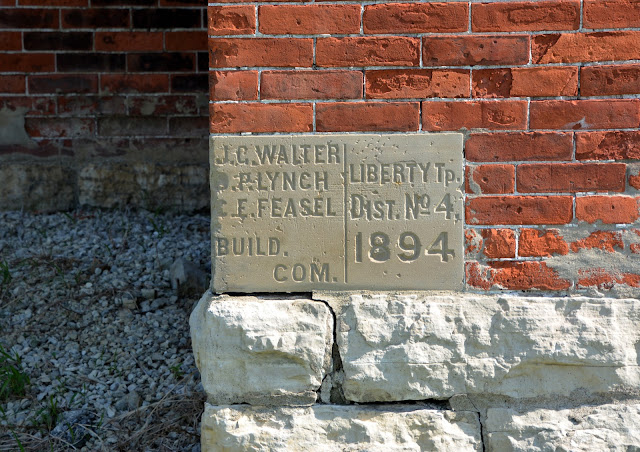 J.C.WALTER
P.LYNCH
E.FEASEL
BUILD.
COM.
LIBERTY Tp.
DIST. No 4.
1894